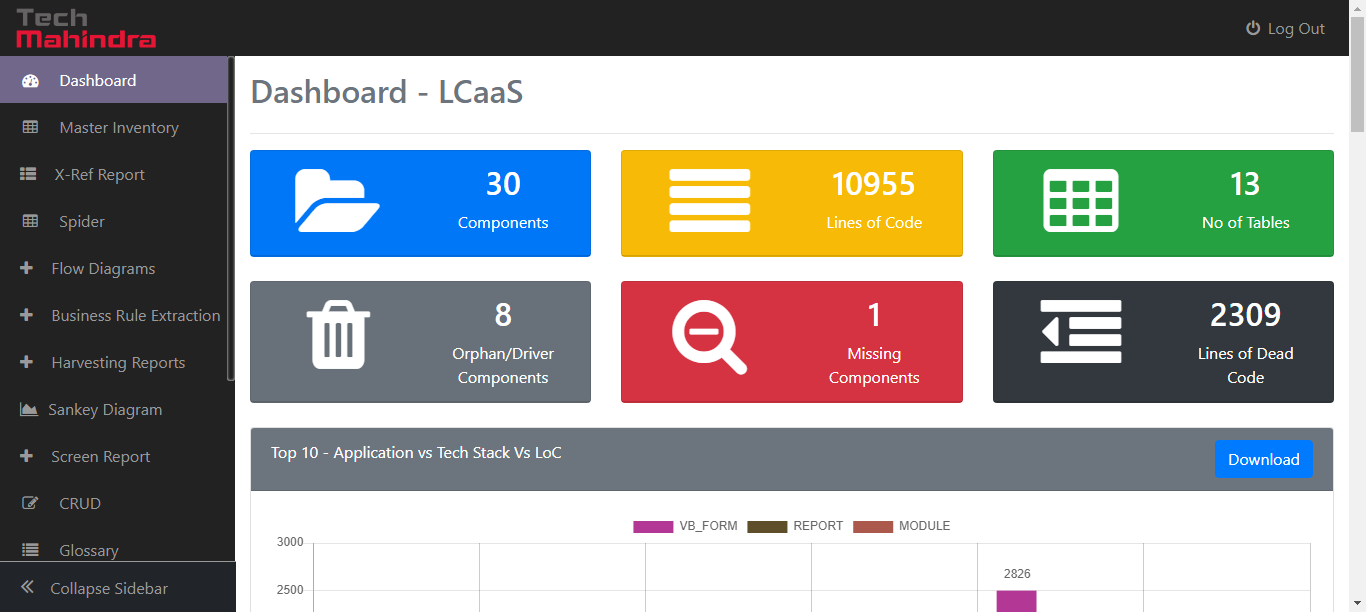 Tech
Mahindra
Log Out
Dashboard
Master Inventory
X-Ref Report
Spider
Flow Diagrams
Business Rule Extraction
Harvesting Reports
Sankey Diagram
Screen Report
CRUD
Glossary
Collapse Sidebar
Dashboard - LCaaS
30
Components
10955
Lines of Code
13
No of Tables
8
Orphan/Driver
Components
1
Missing
Components
2309
Lines of Dead
Code
Top 10 - Application vs Tech Stack Vs LoC
Download
VB_FORM REPORT MODULE
3000
2826
2500